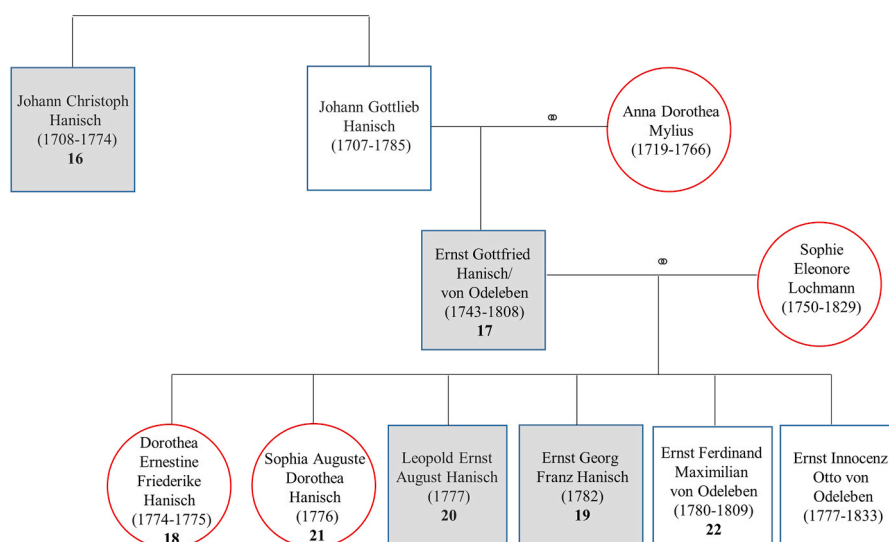 Johann Christoph
Hanisch
(1708-1774)
16
Johann Gottlieb
Hanisch
(1707-1785)
Anna Dorothea
Mylius
(1719-1766)
Ernst Gottfried
Hanisch/
von Odeleben
(1743-1808)
17
Sophie
Eleonore
Lochmann
(1750-1829)
Dorothea
Ernestine
Friederike
Hanisch
(1774-1775)
18
Sophia Auguste
Dorothea
Hanisch
(1776)
21
Leopold Ernst
August Hanisch
(1777)
20
Ernst Georg
Franz Hanisch
(1782)
19
Ernst Ferdinand
Maximilian
von Odeleben
(1780-1809)
22
Ernst Innocenz
Otto von
Odeleben
(1777-1833)